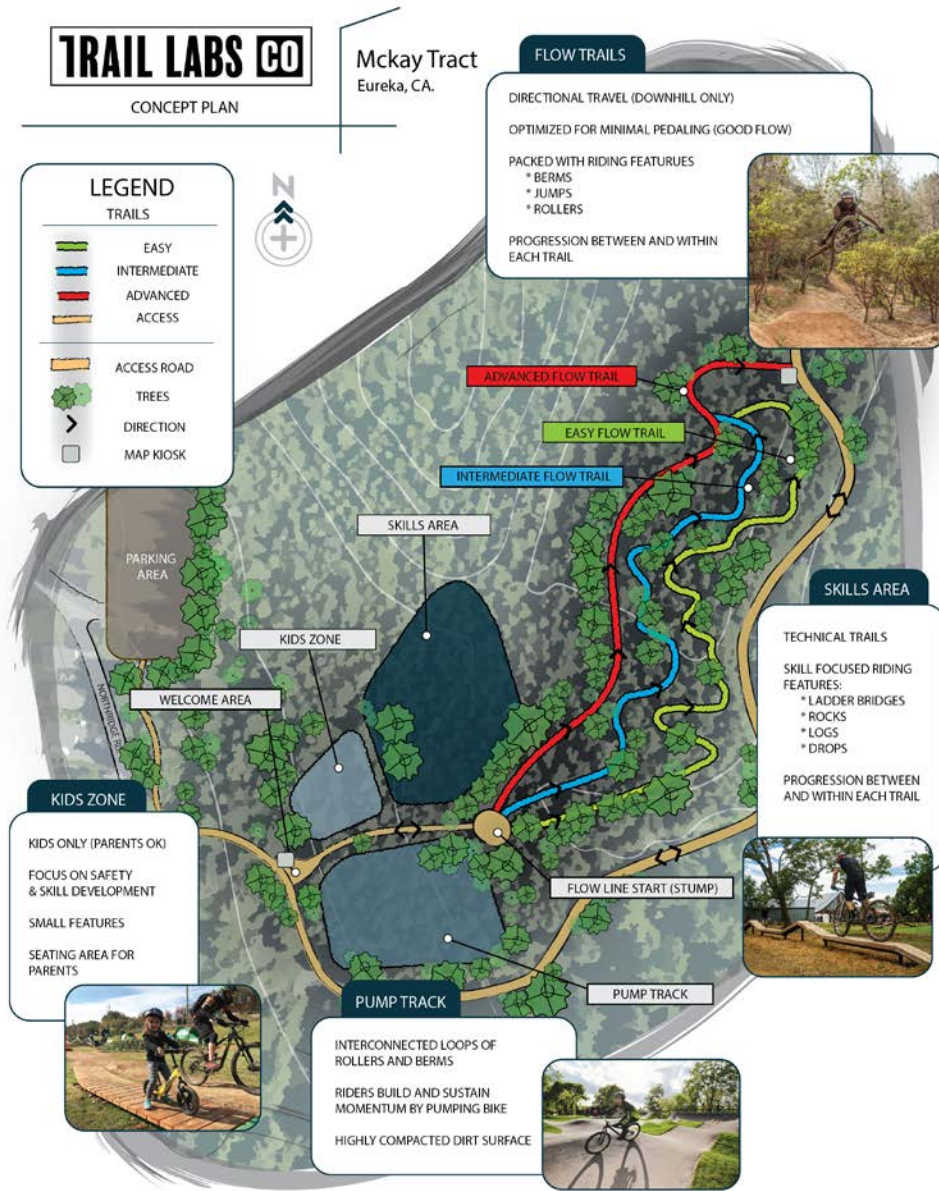 TRAIL LABS CO
CONCEPT PLAN
Mckay Tract
Eureka, CA.
FLOW TRAILS
DIRECTIONAL TRAVEL (DOWNHILL ONLY)
OPTIMIZED FOR MINIMAL PEDALING (GOOD FLOW)
PACKED WITH RIDING FEATURUES
* BERMS
* JUMPS
* ROLLERS
PROGRESSION BETWEEN AND WITHIN
EACH TRAIL
LEGEND
TRAILS
EASY
INTERMEDIATE
ADVANCED
ACCESS
ACCESS ROAD
TREES
DIRECTION
MAP KIOSK
N
ADVANCED FLOW TRAIL
EASY FLOW TRAIL
INTERMEDIATE FLOW TRAIL
SKILLS AREA
PARKING
AREA
KIDS ZONE
WELCOME AREA
NORTHRIDGE RD.
SKILLS AREA
TECHNICAL TRAILS
SKILL FOCUSED RIDING
FEATURES:
* LADDER BRIDGES
* ROCKS
* LOGS
* DROPS
PROGRESSION BETWEEN
AND WITHIN EACH TRAIL
KIDS ZONE
KIDS ONLY (PARENTS OK)
FOCUS ON SAFETY
& SKILL DEVELOPMENT
SMALL FEATURES
SEATING AREA FOR
PARENTS
FLOW LINE START (STUMP)
PUMP TRACK
PUMP TRACK
INTERCONNECTED LOOPS OF
ROLLERS AND BERMS
RIDERS BUILD AND SUSTAIN
MOMENTUM BY PUMPING BIKE
HIGHLY COMPACTED DIRT SURFACE